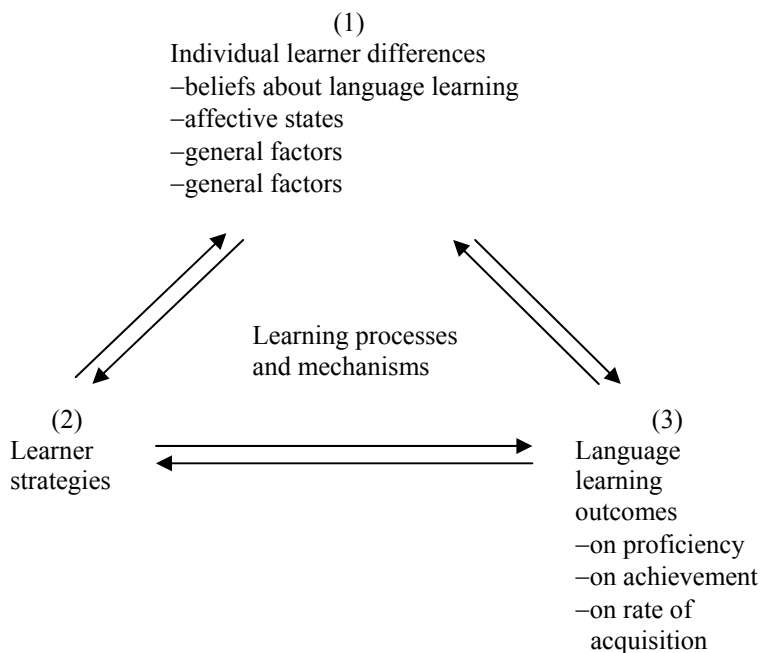 (1)
Individual learner differences
–beliefs about language learning
–affective states
–general factors
–general factors
Learning processes
and mechanisms
(2)
Learner
strategies
(3)
Language
learning
outcomes
–on proficiency
–on achievement
–on rate of
acquisition